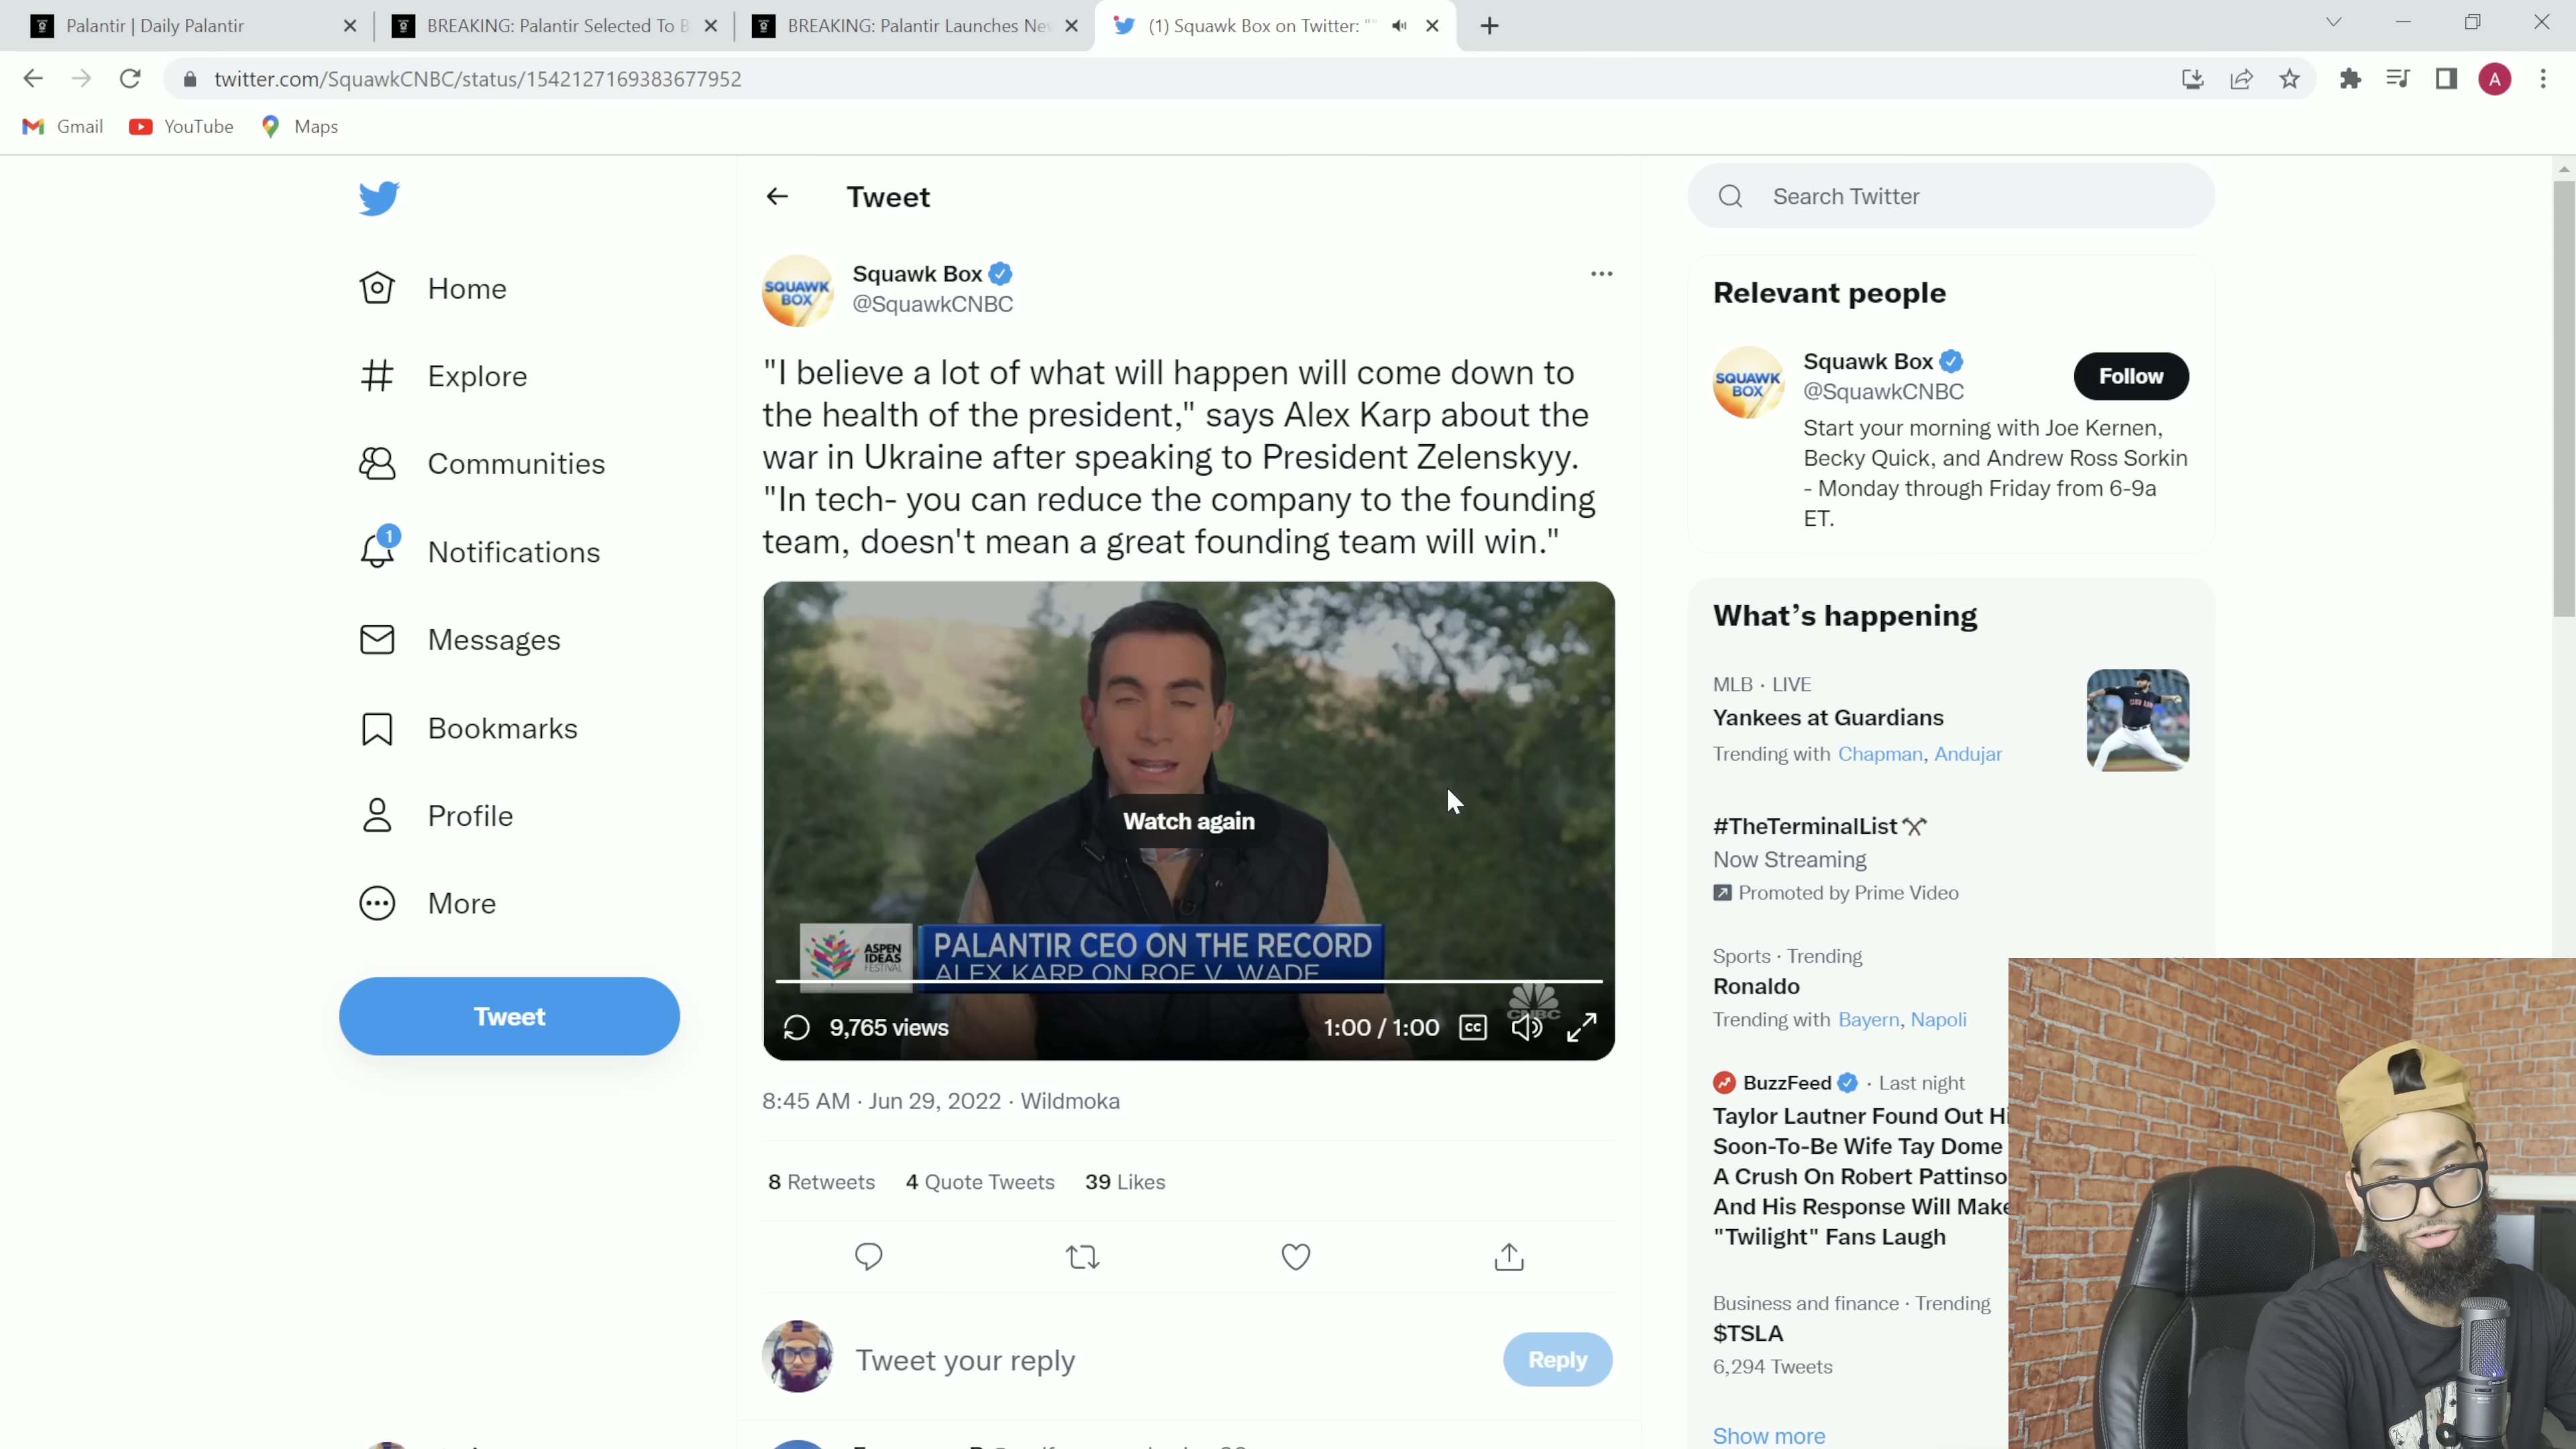 Palantir | Daily Palantir
BREAKING: Palantir Selected To B
BREAKING: Palantir Launches Nev
(1) Squawk Box on Twitter: "
twitter.com/SquawkCNBC/status/1542127169383677952
A
Gmail
YouTube
Maps
Home
Explore
Communities
1
Notifications
Messages
Bookmarks
Profile
More
Tweet
Tweet
Squawk Box
@SquawkCNBC
SQUAWK
BOX
"I believe a lot of what will happen will come down to
the health of the president," says Alex Karp about the
war in Ukraine after speaking to President Zelenskyy.
"In tech- you can reduce the company to the founding
team, doesn't mean a great founding team will win."
Watch again
ASPEN
IDEAS
FESTIVAL
PALANTIR CEO ON THE RECORD
ALEX KARP ON ROE V. WADE
CNBC
9,765 views
1:00 / 1:00
CC
8:45 AM · Jun 29, 2022 · Wildmoka
8 Retweets 4 Quote Tweets 39 Likes
Tweet your reply
Reply
Search Twitter
Relevant people
SQUAWK
BOX
Squawk Box
@SquawkCNBC
Follow
Start your morning with Joe Kernen,
Becky Quick, and Andrew Ross Sorkin
- Monday through Friday from 6-9a
ET.
What's happening
MLB · LIVE
Yankees at Guardians
Trending with Chapman, Andujar
#TheTerminalList
Now Streaming
Promoted by Prime Video
Sports · Trending
Ronaldo
Trending with Bayern, Napoli
BuzzFeed · Last night
Taylor Lautner Found Out Hi
Soon-To-Be Wife Tay Dome
A Crush On Robert Pattinso
And His Response Will Make
"Twilight" Fans Laugh
Business and finance · Trending
$TSLA
6,294 Tweets
Show more